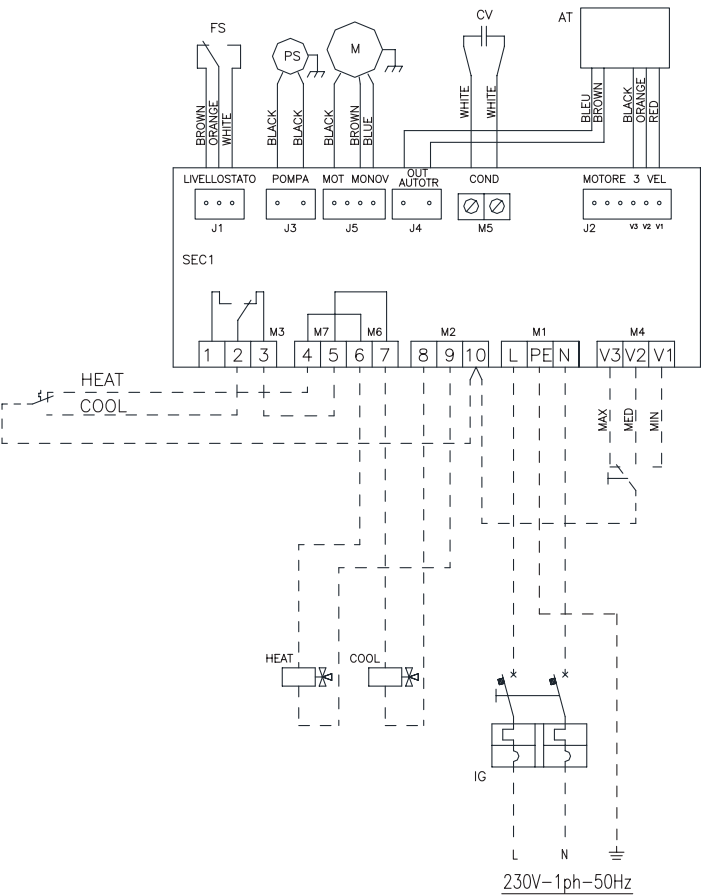 FS
PS
M
CV
AT
BROWN
ORANGE
WHITE
BLACK
BLACK
BLACK
BROWN
BLUE
WHITE
WHITE
BLEU
BROWN
BLACK
ORANGE
RED
LIVELLOSTATO
POMPA
MOT MONOV
OUT
AUTOTR
COND
MOTORE 3 VEL
J1
J3
J5
J4
M5
J2
V3 V2 V1
SEC1
M3
M7
M6
M2
M1
M4
1 2 3 4 5 6 7 8 9 10 L PE N V3 V2 V1
HEAT
COOL
MAX
MED
MIN
HEAT
COOL
IG
L
N
230V-1ph-50Hz